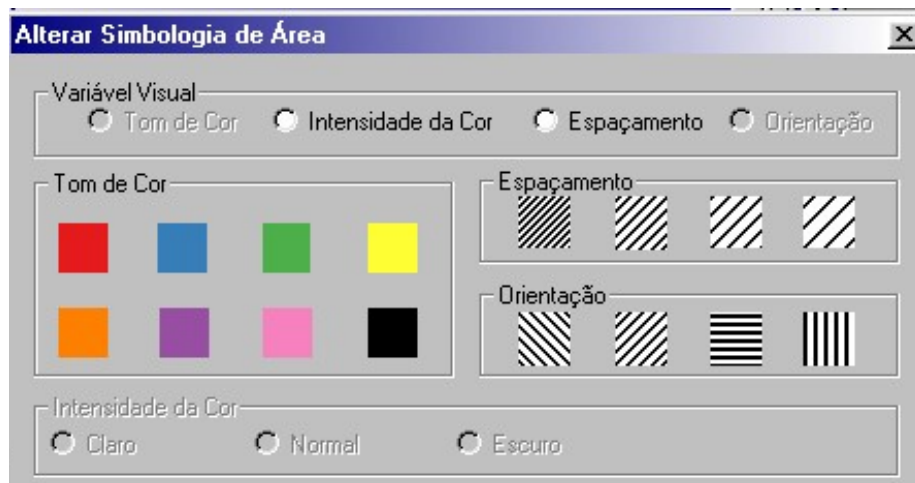 Alterar Simbologia de Área
Variável Visual
Tom de Cor Intensidade da Cor Espaçamento Orientação
Tom de Cor
Espaçamento
Orientação
Intensidade da Cor
Claro Normal Escuro